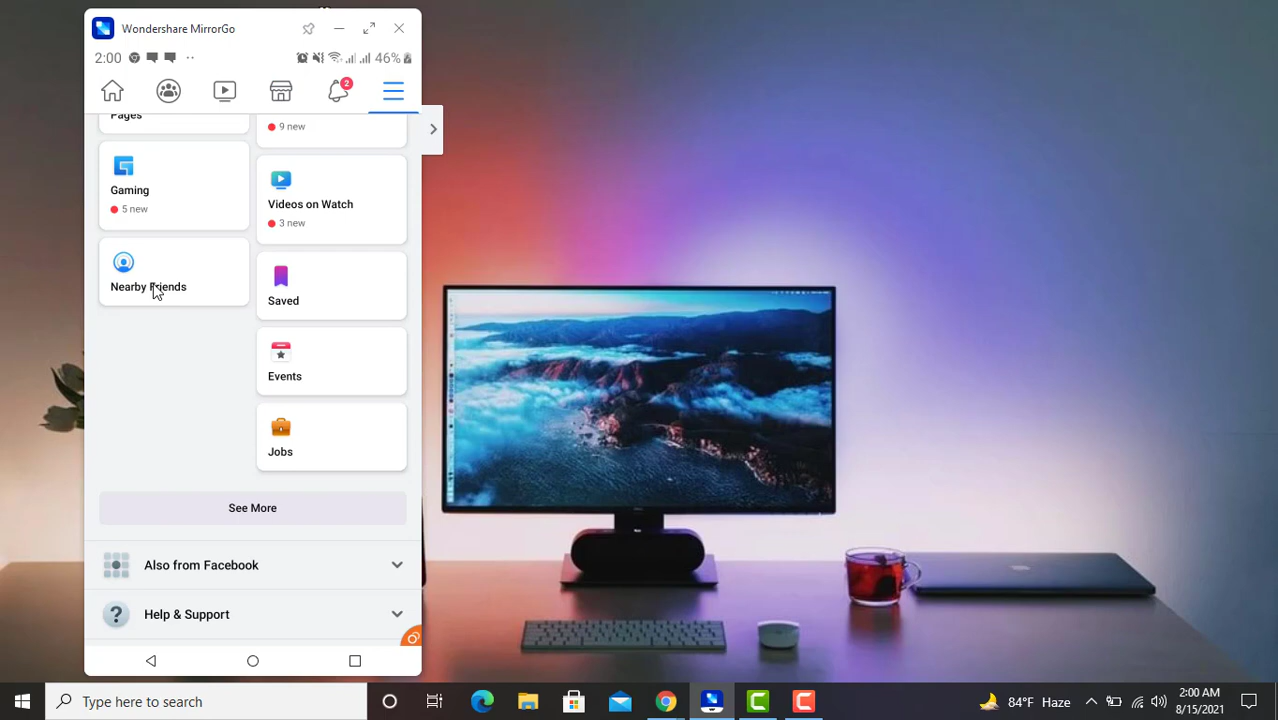 Wondershare MirrorGo
2:00
46%
2
Pages
9 new
Gaming
5 new
Videos on Watch
3 new
Nearby Friends
Saved
Events
Jobs
See More
Also from Facebook
? Help & Support
Type here to search
84°F Haze
2:00 AM
8/15/2021